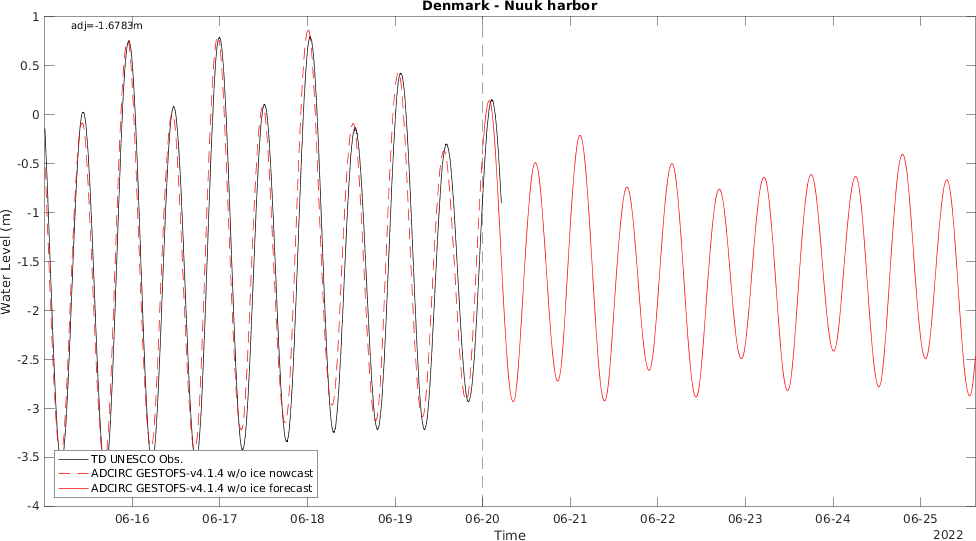 Denmark - Nuuk harbor
adj=-1.6783m
1
0.5
0
-0.5
-1
-1.5
-2
-2.5
-3
-3.5
-4
Water Level (m)
TD UNESCO Obs.
ADCIRC GESTOFS-v4.1.4 w/o ice nowcast
ADCIRC GESTOFS-v4.1.4 w/o ice forecast
06-16 06-17 06-18 06-19 06-20 06-21 06-22 06-23 06-24 06-25
Time
2022